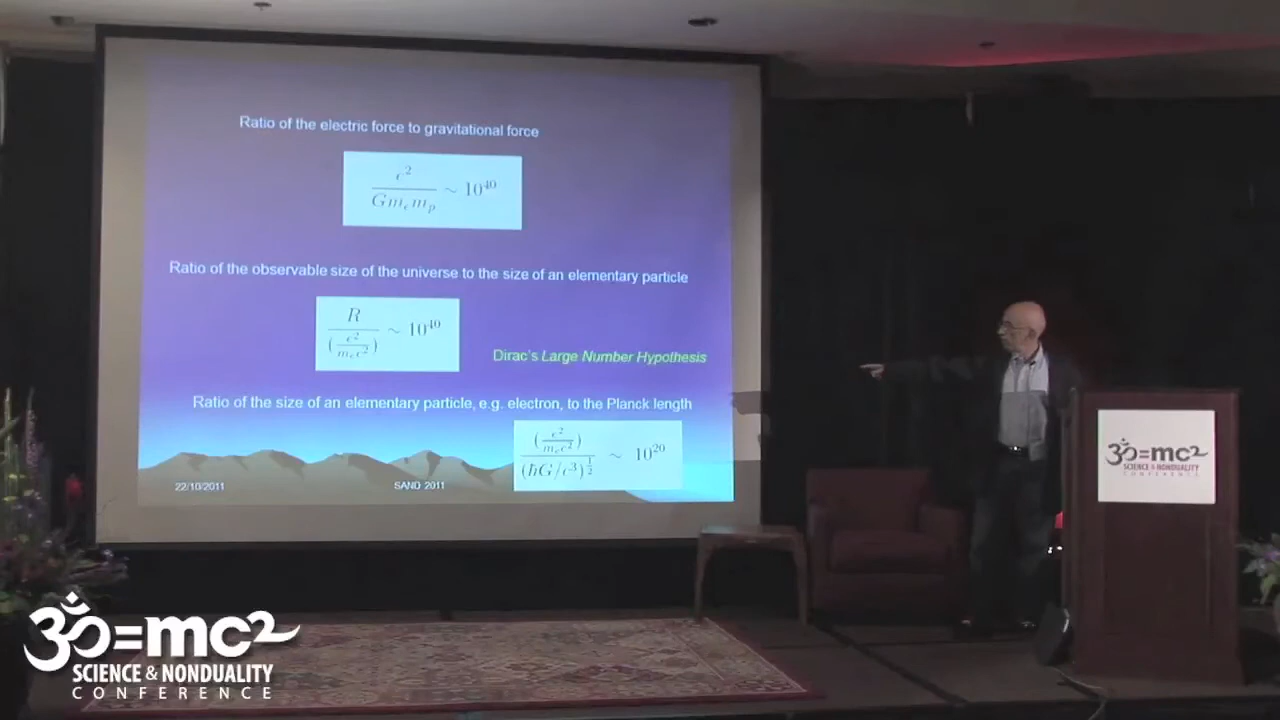 Ratio of the electric force to gravitational force
e²
Gmₑmₚ
~ 10⁴⁰
Ratio of the observable size of the universe to the size of an elementary particle
R
(e²/mₑc²)
~ 10⁴⁰
Dirac's Large Number Hypothesis
Ratio of the size of an elementary particle, e.g. electron, to the Planck length
(e²/mₑc²)
(ħG/c³)^½
~ 10²⁰
22/10/2011
SAND 2011
ॐ=mc2
SCIENCE & NONDUALITY
CONFERENCE
ॐ=mc2
SCIENCE & NONDUALITY
CONFERENCE